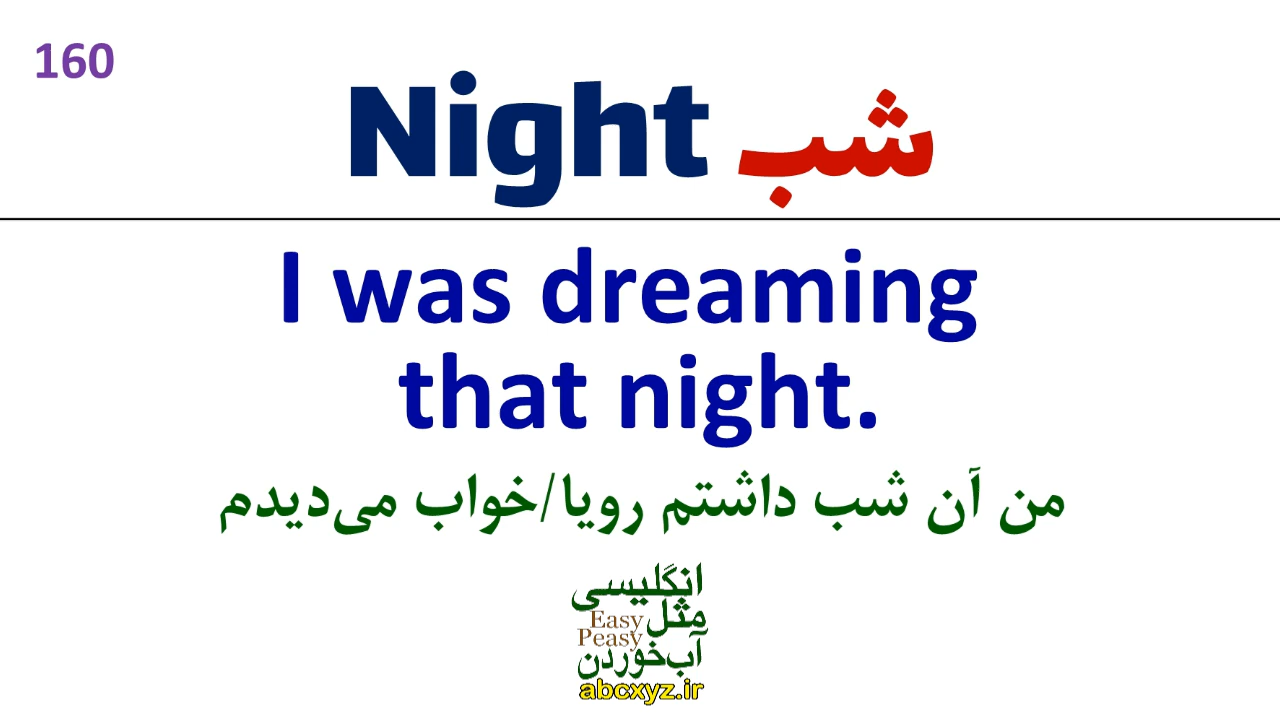 160
Night شب
I was dreaming
that night.
من آن شب داشتم رویا/خواب می‌دیدم
انگلیسی
مثل
Easy
Peasy
آب‌خوردن
abcxyz.ir